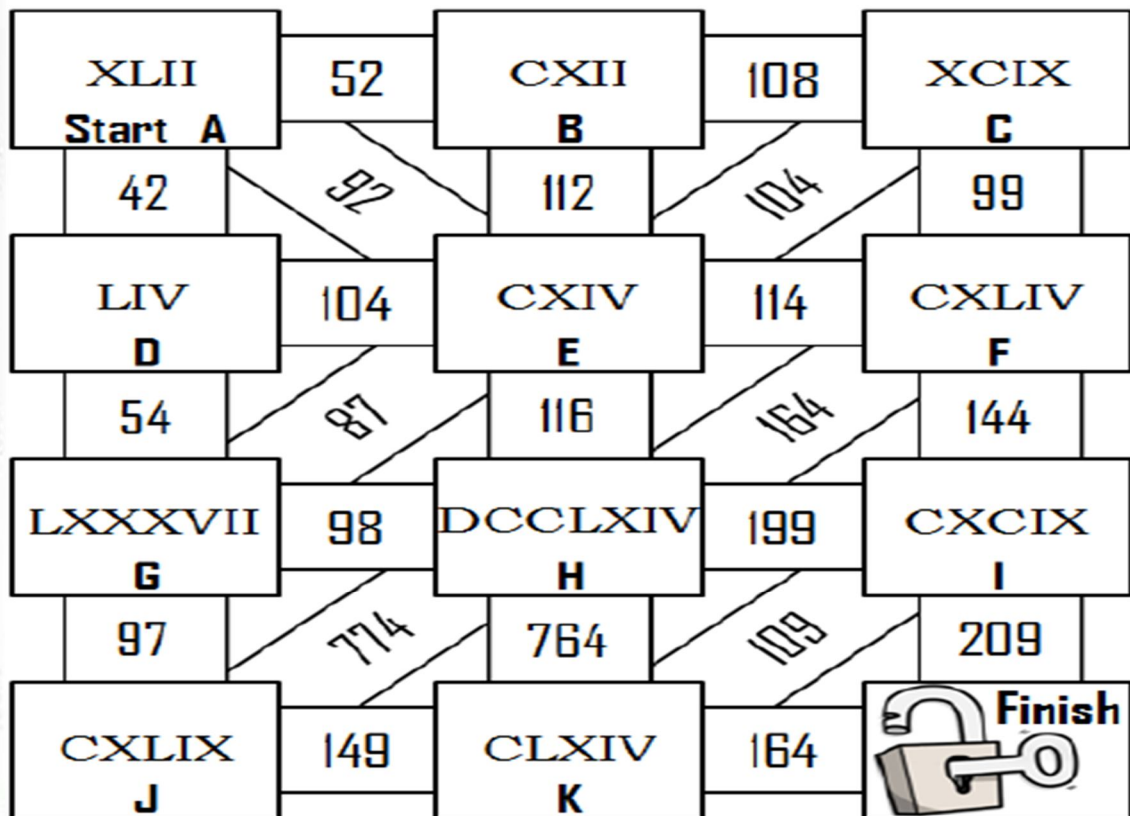 XLII 52 CXII 108 XCIX
Start A B C
42 92 112 104 99
LIV 104 CXIV 114 CXLIV
D E F
54 87 116 164 144
LXXXVII 98 DCCLXIV 199 CXCIX
G H I
97 774 764 109 209
Finish
CXLIX 149 CLXIV 164
J K